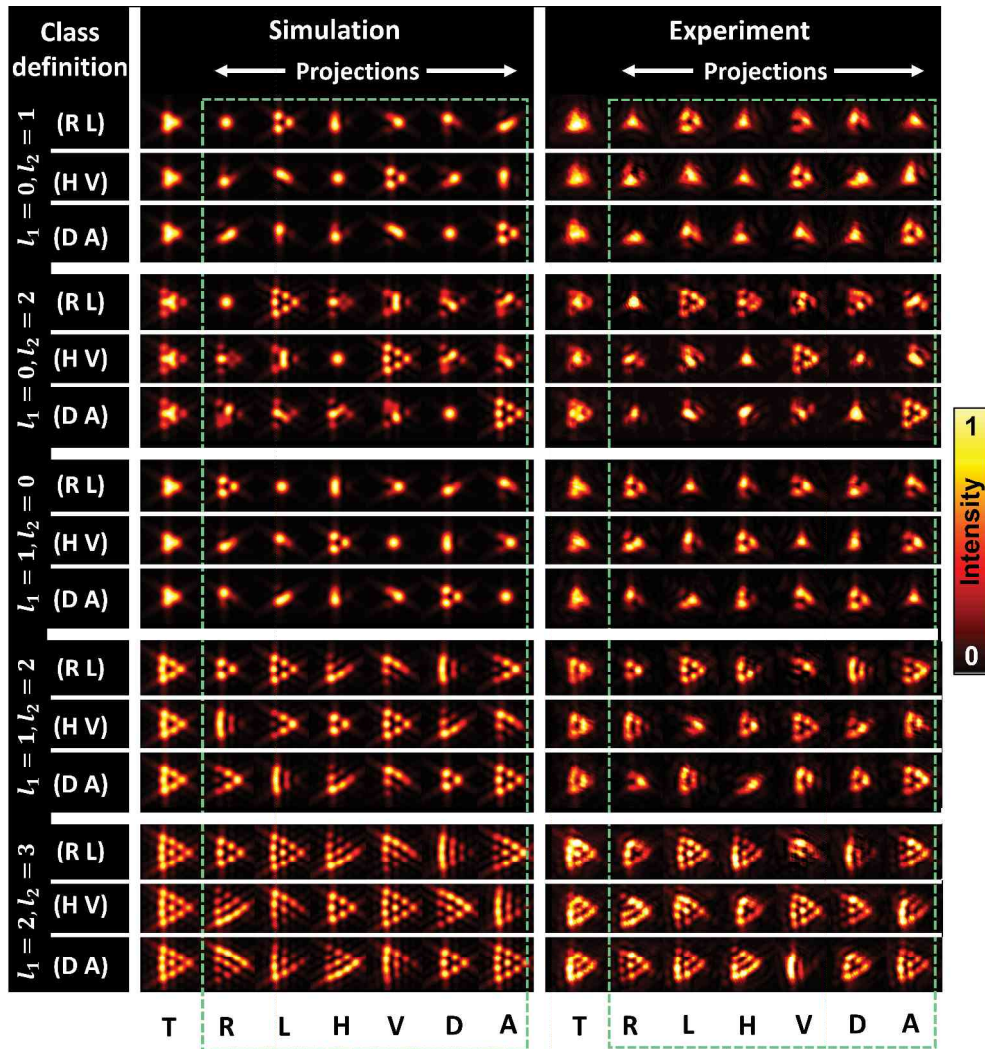 Class definition
Simulation
Experiment
Projections
Projections
l₁ = 0, l₂ = 1
(R L)
(H V)
(D A)
l₁ = 0, l₂ = 2
(R L)
(H V)
(D A)
l₁ = 1, l₂ = 0
(R L)
(H V)
(D A)
l₁ = 1, l₂ = 2
(R L)
(H V)
(D A)
l₁ = 2, l₂ = 3
(R L)
(H V)
(D A)
T R L H V D A
T R L H V D A
1
Intensity
0